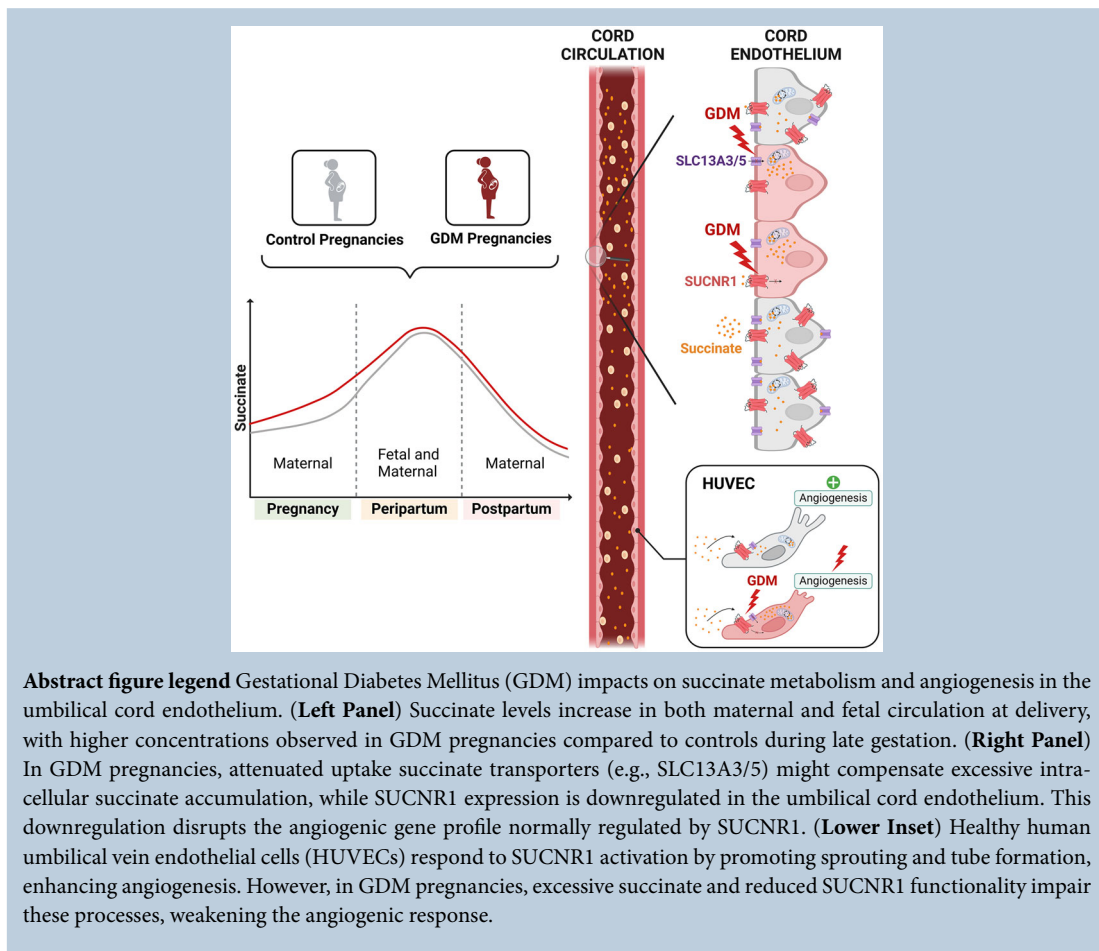 CORD
CIRCULATION
CORD
ENDOTHELIUM
GDM
SLC13A3/5
GDM
SUCNR1
Succinate
Control Pregnancies
GDM Pregnancies
Succinate
Maternal
Fetal and
Maternal
Maternal
Pregnancy
Peripartum
Postpartum
HUVEC
Angiogenesis
GDM
Angiogenesis
Abstract figure legend Gestational Diabetes Mellitus (GDM) impacts on succinate metabolism and angiogenesis in the
umbilical cord endothelium. (Left Panel) Succinate levels increase in both maternal and fetal circulation at delivery,
with higher concentrations observed in GDM pregnancies compared to controls during late gestation. (Right Panel)
In GDM pregnancies, attenuated uptake succinate transporters (e.g., SLC13A3/5) might compensate excessive intra-
cellular succinate accumulation, while SUCNR1 expression is downregulated in the umbilical cord endothelium. This
downregulation disrupts the angiogenic gene profile normally regulated by SUCNR1. (Lower Inset) Healthy human
umbilical vein endothelial cells (HUVECs) respond to SUCNR1 activation by promoting sprouting and tube formation,
enhancing angiogenesis. However, in GDM pregnancies, excessive succinate and reduced SUCNR1 functionality impair
these processes, weakening the angiogenic response.